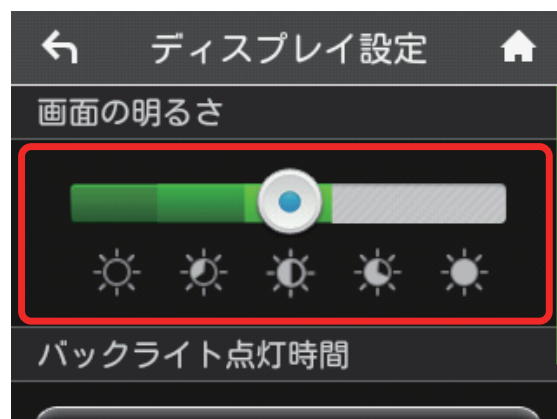 ディスプレイ設定
画面の明るさ
バックライト点灯時間